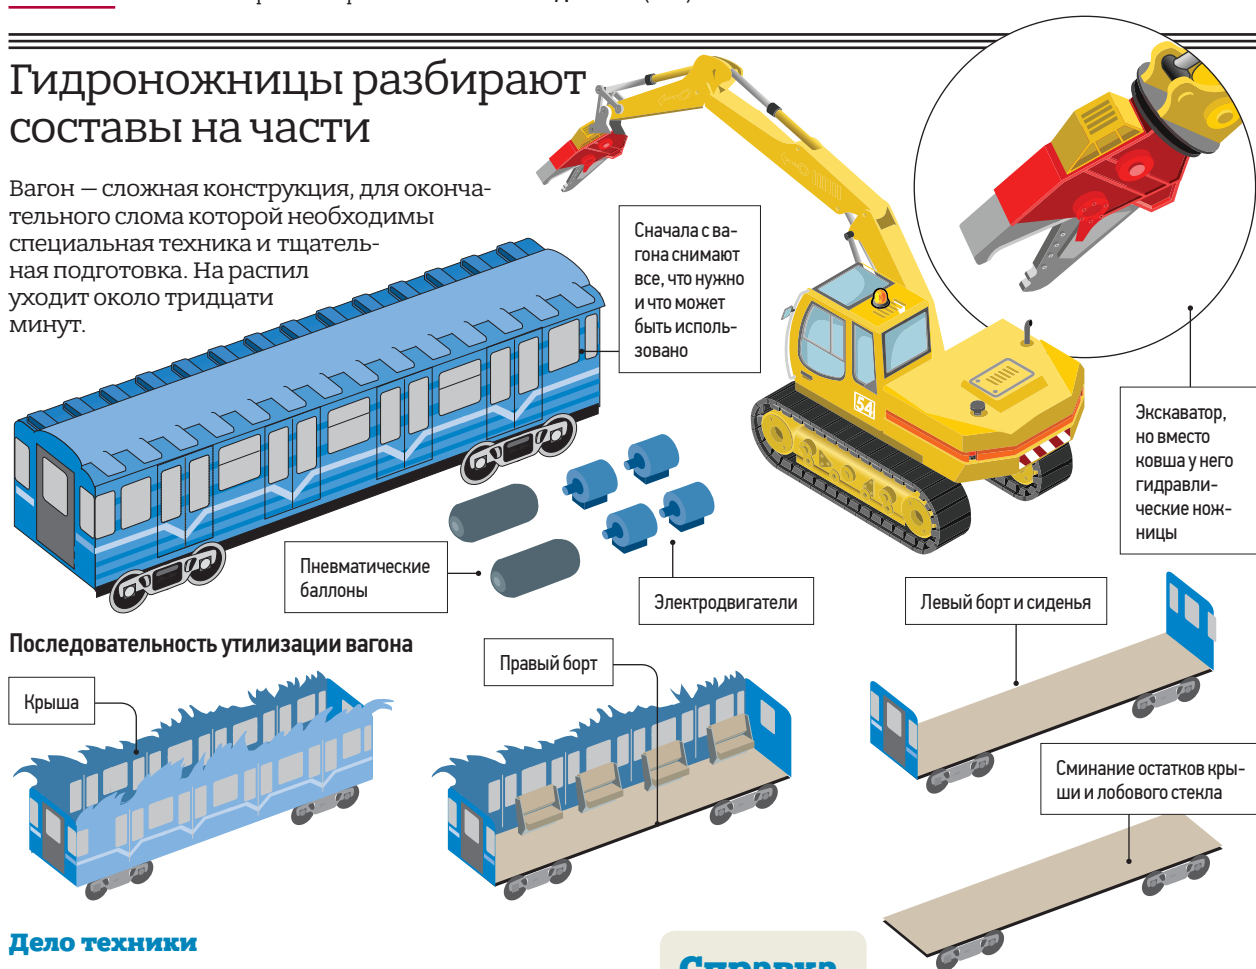 Гидроножницы разбирают
составы на части
Вагон — сложная конструкция, для оконча-
тельного слома которой необходимы
специальная техника и тщатель-
ная подготовка. На распил
уходит около тридцати
минут.
Сначала с ва-
гона снимают
все, что нужно
и что может
быть исполь-
зовано
54
Экскаватор,
но вместо
ковша у него
гидравли-
ческие нож-
ницы
Пневматические
баллоны
Электродвигатели
Последовательность утилизации вагона
Крыша
Правый борт
Левый борт и сиденья
Сминание остатков кры-
ши и лобового стекла
Дело техники
Справка